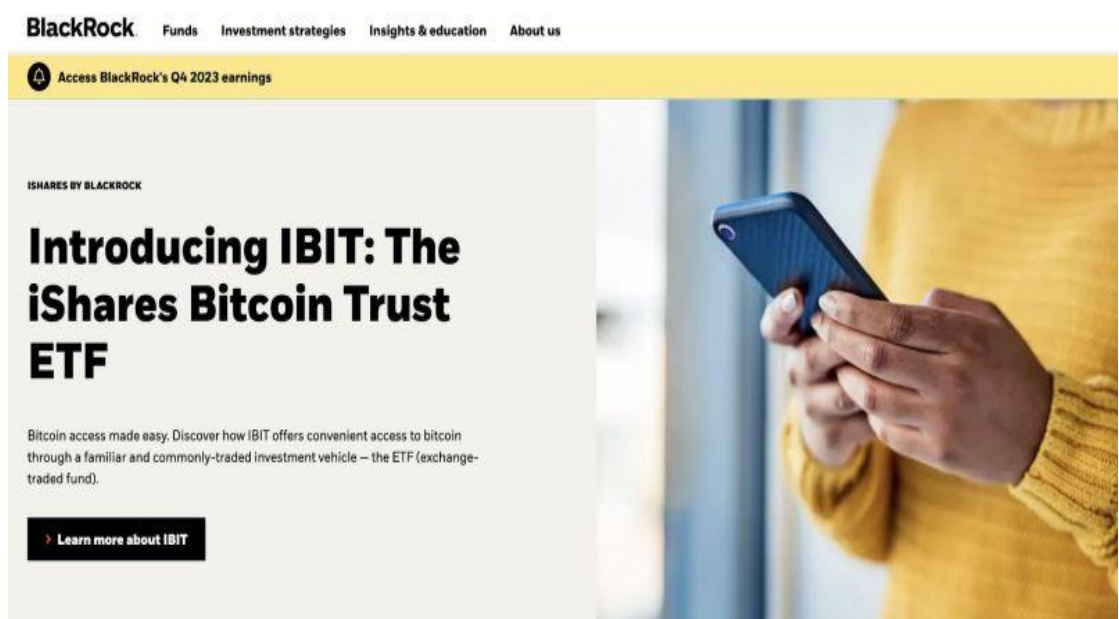 BlackRock.
Funds
Investment strategies
Insights & education
About us
Access BlackRock's Q4 2023 earnings
ISHARES BY BLACKROCK
Introducing IBIT: The
iShares Bitcoin Trust
ETF
Bitcoin access made easy. Discover how IBIT offers convenient access to bitcoin
through a familiar and commonly-traded investment vehicle — the ETF (exchange-
traded fund).
Learn more about IBIT